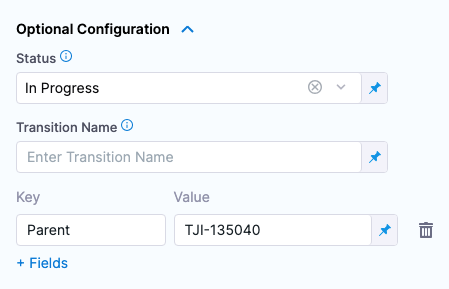 Optional Configuration
Status
In Progress
Transition Name
Enter Transition Name
Key Value
Parent TJI-135040
+ Fields